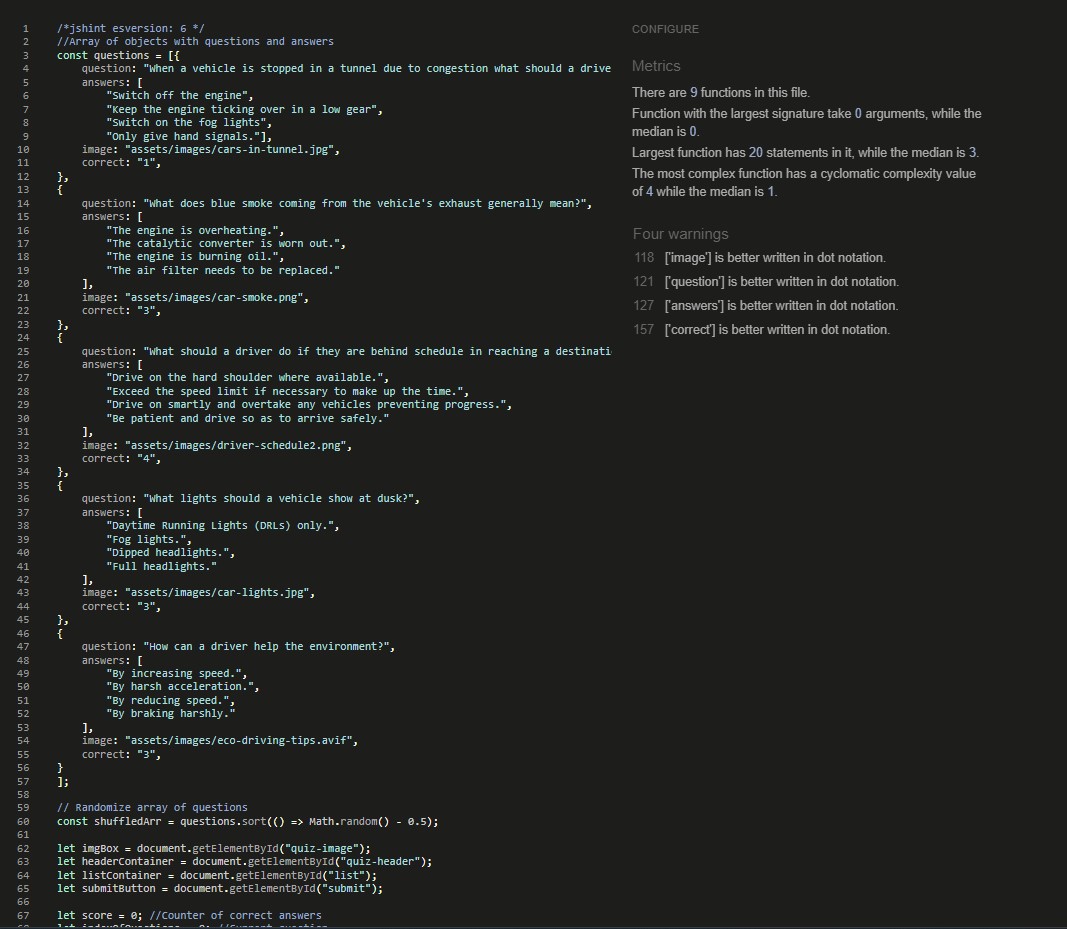 1 /*jshint esversion: 6 */
2 //Array of objects with questions and answers
3 const questions = [{
4 question: "When a vehicle is stopped in a tunnel due to congestion what should a drive
5 answers: [
6 "Switch off the engine",
7 "Keep the engine ticking over in a low gear",
8 "Switch on the fog lights",
9 "Only give hand signals."],
10 image: "assets/images/cars-in-tunnel.jpg",
11 correct: "1",
12 },
13 {
14 question: "What does blue smoke coming from the vehicle's exhaust generally mean?",
15 answers: [
16 "The engine is overheating.",
17 "The catalytic converter is worn out.",
18 "The engine is burning oil.",
19 "The air filter needs to be replaced."
20 ],
21 image: "assets/images/car-smoke.png",
22 correct: "3",
23 },
24 {
25 question: "What should a driver do if they are behind schedule in reaching a destinati
26 answers: [
27 "Drive on the hard shoulder where available.",
28 "Exceed the speed limit if necessary to make up the time.",
29 "Drive on smartly and overtake any vehicles preventing progress.",
30 "Be patient and drive so as to arrive safely."
31 ],
32 image: "assets/images/driver-schedule2.png",
33 correct: "4",
34 },
35 {
36 question: "What lights should a vehicle show at dusk?",
37 answers: [
38 "Daytime Running Lights (DRLs) only.",
39 "Fog lights.",
40 "Dipped headlights.",
41 "Full headlights."
42 ],
43 image: "assets/images/car-lights.jpg",
44 correct: "3",
45 },
46 {
47 question: "How can a driver help the environment?",
48 answers: [
49 "By increasing speed.",
50 "By harsh acceleration.",
51 "By reducing speed.",
52 "By braking harshly."
53 ],
54 image: "assets/images/eco-driving-tips.avif",
55 correct: "3",
56 }
57 ];
58
59 // Randomize array of questions
60 const shuffledArr = questions.sort(() => Math.random() - 0.5);
61
62 let imgBox = document.getElementById("quiz-image");
63 let headerContainer = document.getElementById("quiz-header");
64 let listContainer = document.getElementById("list");
65 let submitButton = document.getElementById("submit");
66
67 let score = 0; //Counter of correct answers
CONFIGURE
Metrics
There are 9 functions in this file.
Function with the largest signature take 0 arguments, while the
median is 0.
Largest function has 20 statements in it, while the median is 3.
The most complex function has a cyclomatic complexity value
of 4 while the median is 1.
Four warnings
118 ['image'] is better written in dot notation.
121 ['question'] is better written in dot notation.
127 ['answers'] is better written in dot notation.
157 ['correct'] is better written in dot notation.